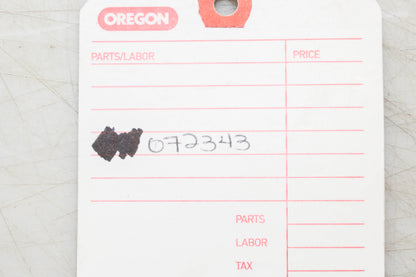 OREGON
PARTS/LABOR PRICE
072343
PARTS
LABOR
TAX